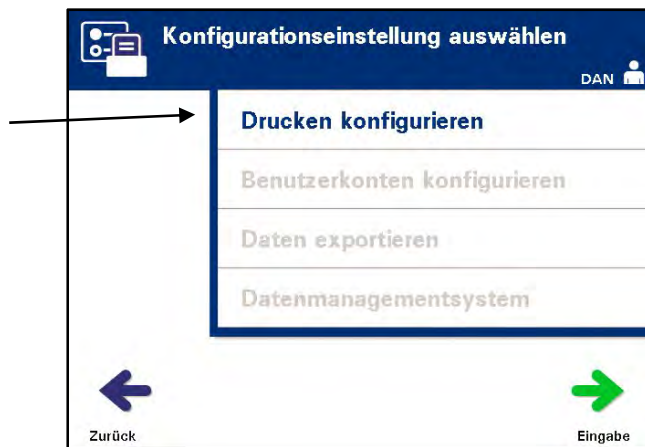 Konfigurationseinstellung auswählen
DAN
Drucken konfigurieren
Benutzerkonten konfigurieren
Daten exportieren
Datenmanagementsystem
Zurück
Eingabe